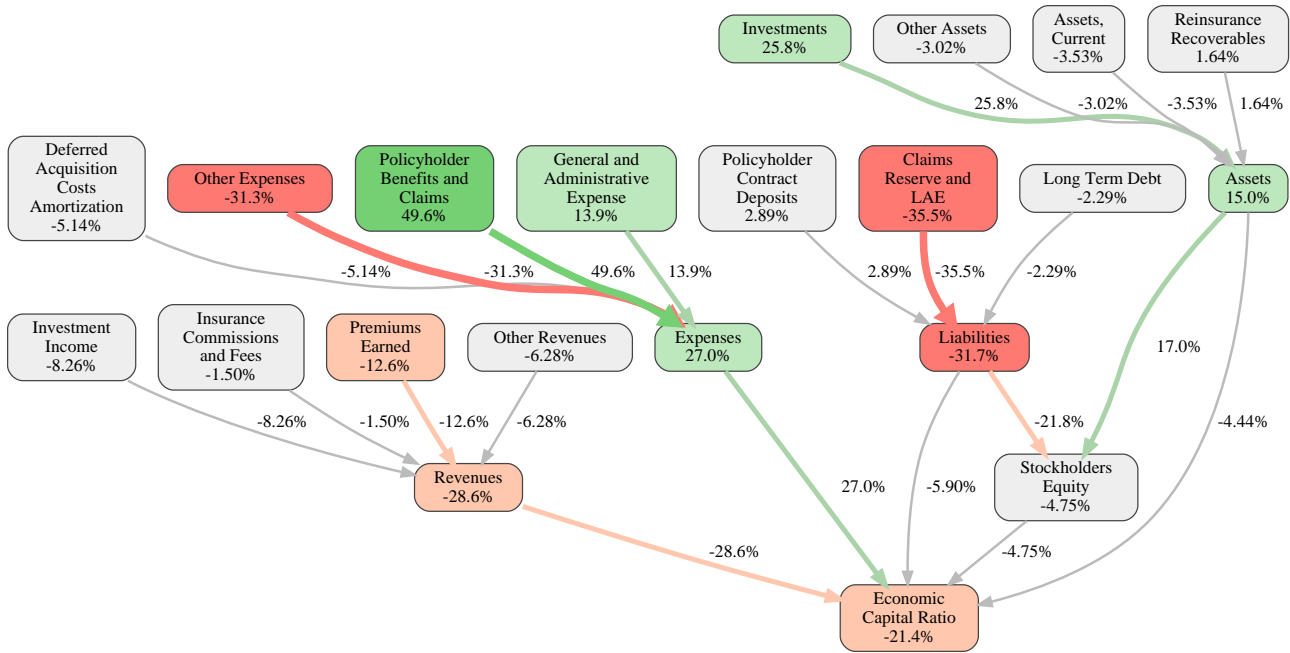 Investments
25.8%
Other Assets
-3.02%
Assets,
Current
-3.53%
Reinsurance
Recoverables
1.64%
25.8%
-3.02%
-3.53%
1.64%
Deferred
Acquisition
Costs
Amortization
-5.14%
Other Expenses
-31.3%
Policyholder
Benefits and
Claims
49.6%
General and
Administrative
Expense
13.9%
Policyholder
Contract
Deposits
2.89%
Claims
Reserve and
LAE
-35.5%
Long Term Debt
-2.29%
Assets
15.0%
-5.14%
-31.3%
49.6%
13.9%
2.89%
-35.5%
-2.29%
Investment
Income
-8.26%
Insurance
Commissions
and Fees
-1.50%
Premiums
Earned
-12.6%
Other Revenues
-6.28%
Expenses
27.0%
Liabilities
-31.7%
17.0%
-8.26%
-1.50%
-12.6%
-6.28%
-21.8%
-4.44%
Revenues
-28.6%
27.0%
-5.90%
Stockholders
Equity
-4.75%
-28.6%
-4.75%
Economic
Capital Ratio
-21.4%